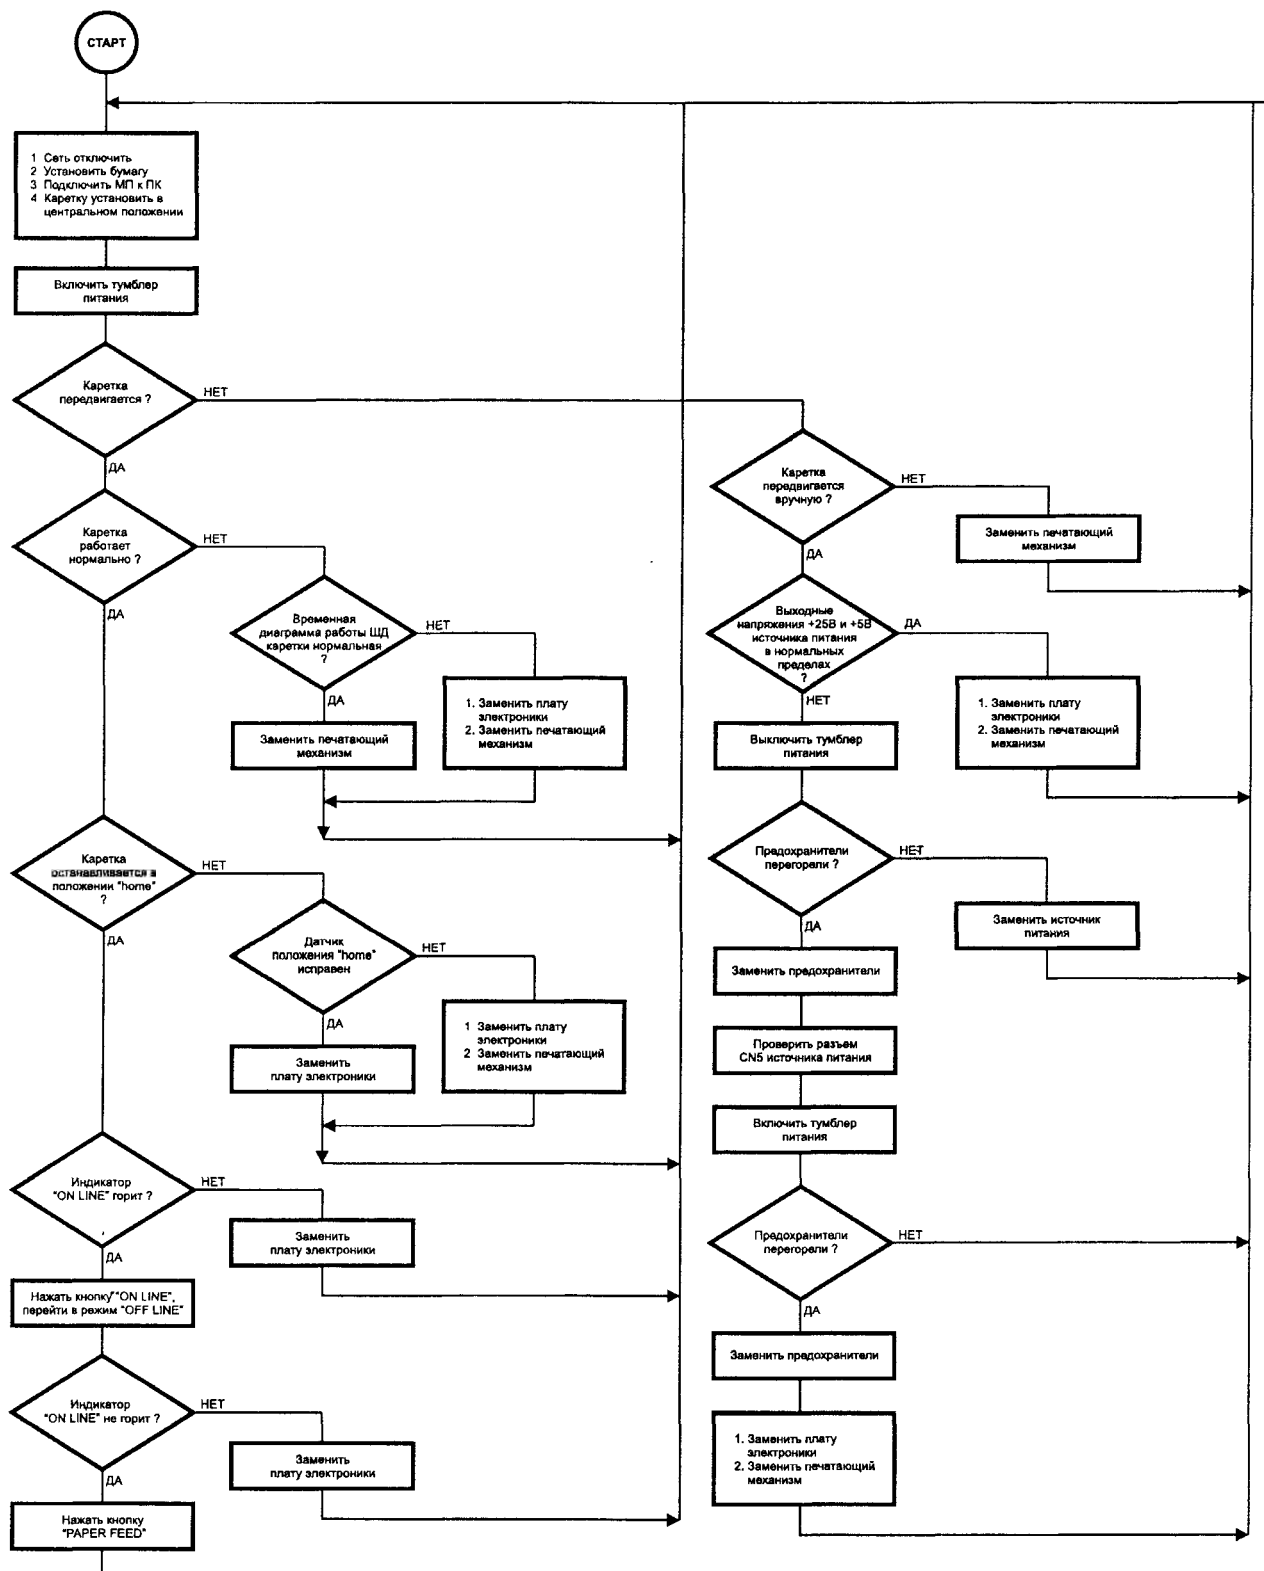 СТАРТ
1 Сеть отключить
2 Установить бумагу
3 Подключить МП к ПК
4 Каретку установить в
центральном положении
Включить тумблер
питания
Каретка
передвигается ?
НЕТ
ДА
Каретка
работает
нормально ?
НЕТ
ДА
Временная
диаграмма работы ШД
каретки нормальная
?
НЕТ
ДА
Заменить печатающий
механизм
1. Заменить плату
электроники
2. Заменить печатающий
механизм
Каретка
останавливается в
положении "home"
?
НЕТ
ДА
Датчик
положения "home"
исправен
НЕТ
ДА
Заменить
плату электроники
1 Заменить плату
электроники
2 Заменить печатающий
механизм
Индикатор
"ON LINE" горит ?
НЕТ
ДА
Заменить
плату электроники
Нажать кнопку "ON LINE",
перейти в режим "OFF LINE"
Индикатор
"ON LINE" не горит ?
НЕТ
ДА
Заменить
плату электроники
Нажать кнопку
"PAPER FEED"
Каретка
передвигается
вручную ?
НЕТ
ДА
Заменить печатающий
механизм
Выходные
напряжения +25В и +5В
источника питания
в нормальных
пределах
?
ДА
НЕТ
1. Заменить плату
электроники
2. Заменить печатающий
механизм
Выключить тумблер
питания
Предохранители
перегорели ?
НЕТ
ДА
Заменить источник
питания
Заменить предохранители
Проверить разъем
CN5 источника питания
Включить тумблер
питания
Предохранители
перегорели ?
НЕТ
ДА
Заменить предохранители
1. Заменить плату
электроники
2. Заменить печатающий
механизм